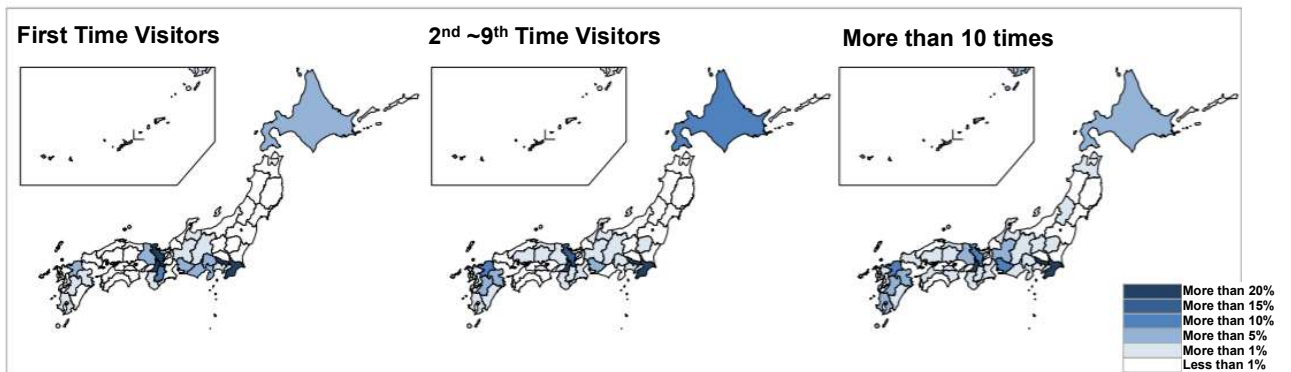 First Time Visitors
2nd ~9th Time Visitors
More than 10 times
More than 20%
More than 15%
More than 10%
More than 5%
More than 1%
Less than 1%